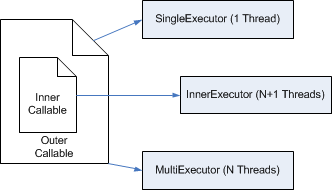 SingleExecutor (1 Thread)
Inner
Callable
InnerExecutor (N+1 Threads)
Outer
Callable
MultiExecutor (N Threads)